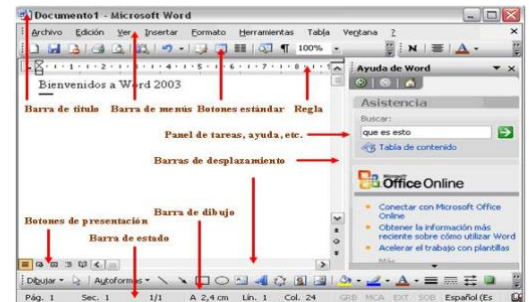 Documento1 - Microsoft Word
Archivo Edición Ver Insertar Formato Herramientas Tabla Ventana ?
100% N A
Ayuda de Word
Bienvenidos a Word 2003
Barra de título Barra de menús Botones estándar Regla
Asistencia
Buscar:
Panel de tareas, ayuda, etc.
que es esto
Tabla de contenido
Barras de desplazamiento
Office Online
Conectar con Microsoft Office Online
Obtener la información más reciente sobre cómo utilizar Word
Acelerar el trabajo con plantillas
Más...
Botones de presentación
Barra de dibujo
Barra de estado
Dibujar Autoformas
Pág. 1 Sec. 1 1/1 A 2,4 cm Lín. 1 Col. 24 GRB MCA EXT SOB Español (Es